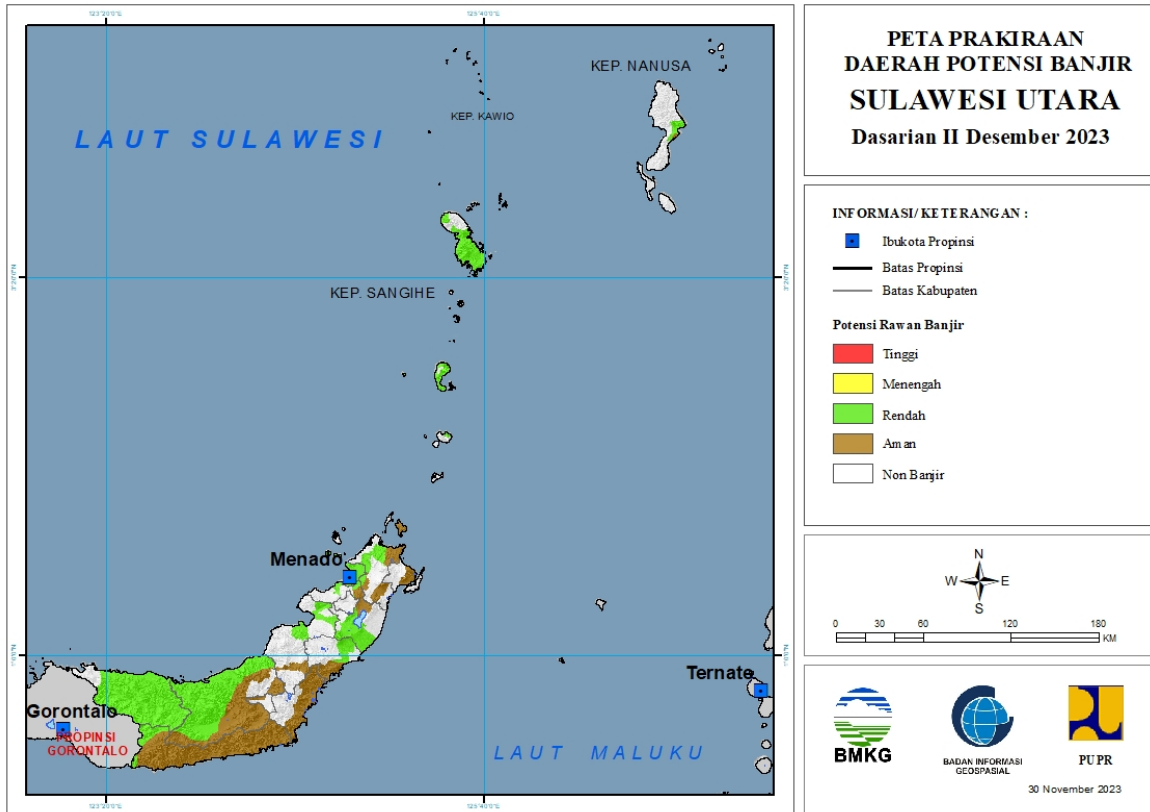 PETA PRAKIRAAN
DAERAH POTENSI BANJIR
SULAWESI UTARA
Dasarian II Desember 2023
INFORMASI/ KETERANGAN :
Ibukota Propinsi
Batas Propinsi
Batas Kabupaten
Potensi Rawan Banjir
Tinggi
Menengah
Rendah
Aman
Non Banjir
N
W E
S
0 30 60 120 180
KM
BMKG
BADAN INFORMASI
GEOSPASIAL
PUPR
30 November 2023
KEP. NANUSA
KEP. KAWIO
LAUT SULAWESI
KEP. SANGIHE
Menado
Ternate
Gorontalo
PROPINSI
GORONTALO
LAUT MALUKU